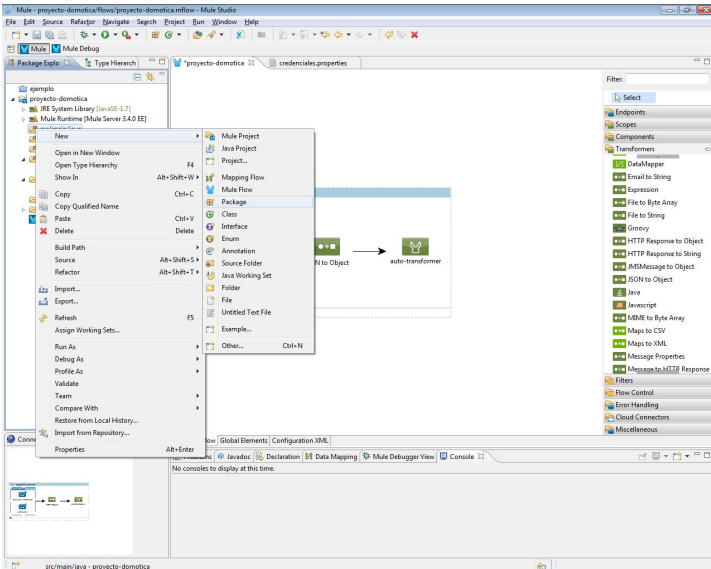 Mule - proyecto-domotica/flows/proyecto-domotica.mflow - Mule Studio
File Edit Source Refactor Navigate Search Project Run Window Help
Mule Mule Debug
Package Explo Type Hierarch
ejemplo
proyecto-domotica
JRE System Library [JavaSE-1.7]
Mule Runtime [Mule Server 3.4.0 EE]
src/main/java
New
Open in New Window
Open Type Hierarchy F4
Show In Alt+Shift+W
Copy Ctrl+C
Copy Qualified Name
Paste Ctrl+V
Delete Delete
Build Path
Source Alt+Shift+S
Refactor Alt+Shift+T
Import...
Export...
Refresh F5
Assign Working Sets...
Run As
Debug As
Profile As
Validate
Team
Compare With
Restore from Local History...
Import from Repository...
Properties Alt+Enter
Mule Project
Java Project
Project...
Mapping Flow
Mule Flow
Package
Class
Interface
Enum
Annotation
Source Folder
Java Working Set
Folder
File
Untitled Text File
Example...
Other... Ctrl+N
*proyecto-domotica credenciales.properties
N to Object auto-transformer
Filter:
Select
Endpoints
Scopes
Components
Transformers
DataMapper
Email to String
Expression
File to Byte Array
File to String
Groovy
HTTP Response to Object
HTTP Response to String
JMSMessage to Object
JSON to Object
Java
Javascript
MIME to Byte Array
Maps to CSV
Maps to XML
Message Properties
Message to HTTP Response
Filters
Flow Control
Error Handling
Cloud Connectors
Miscellaneous
Conne
low Global Elements Configuration XML
Problems Javadoc Declaration Data Mapping Mule Debugger View Console
No consoles to display at this time.
src/main/java - proyecto-domotica